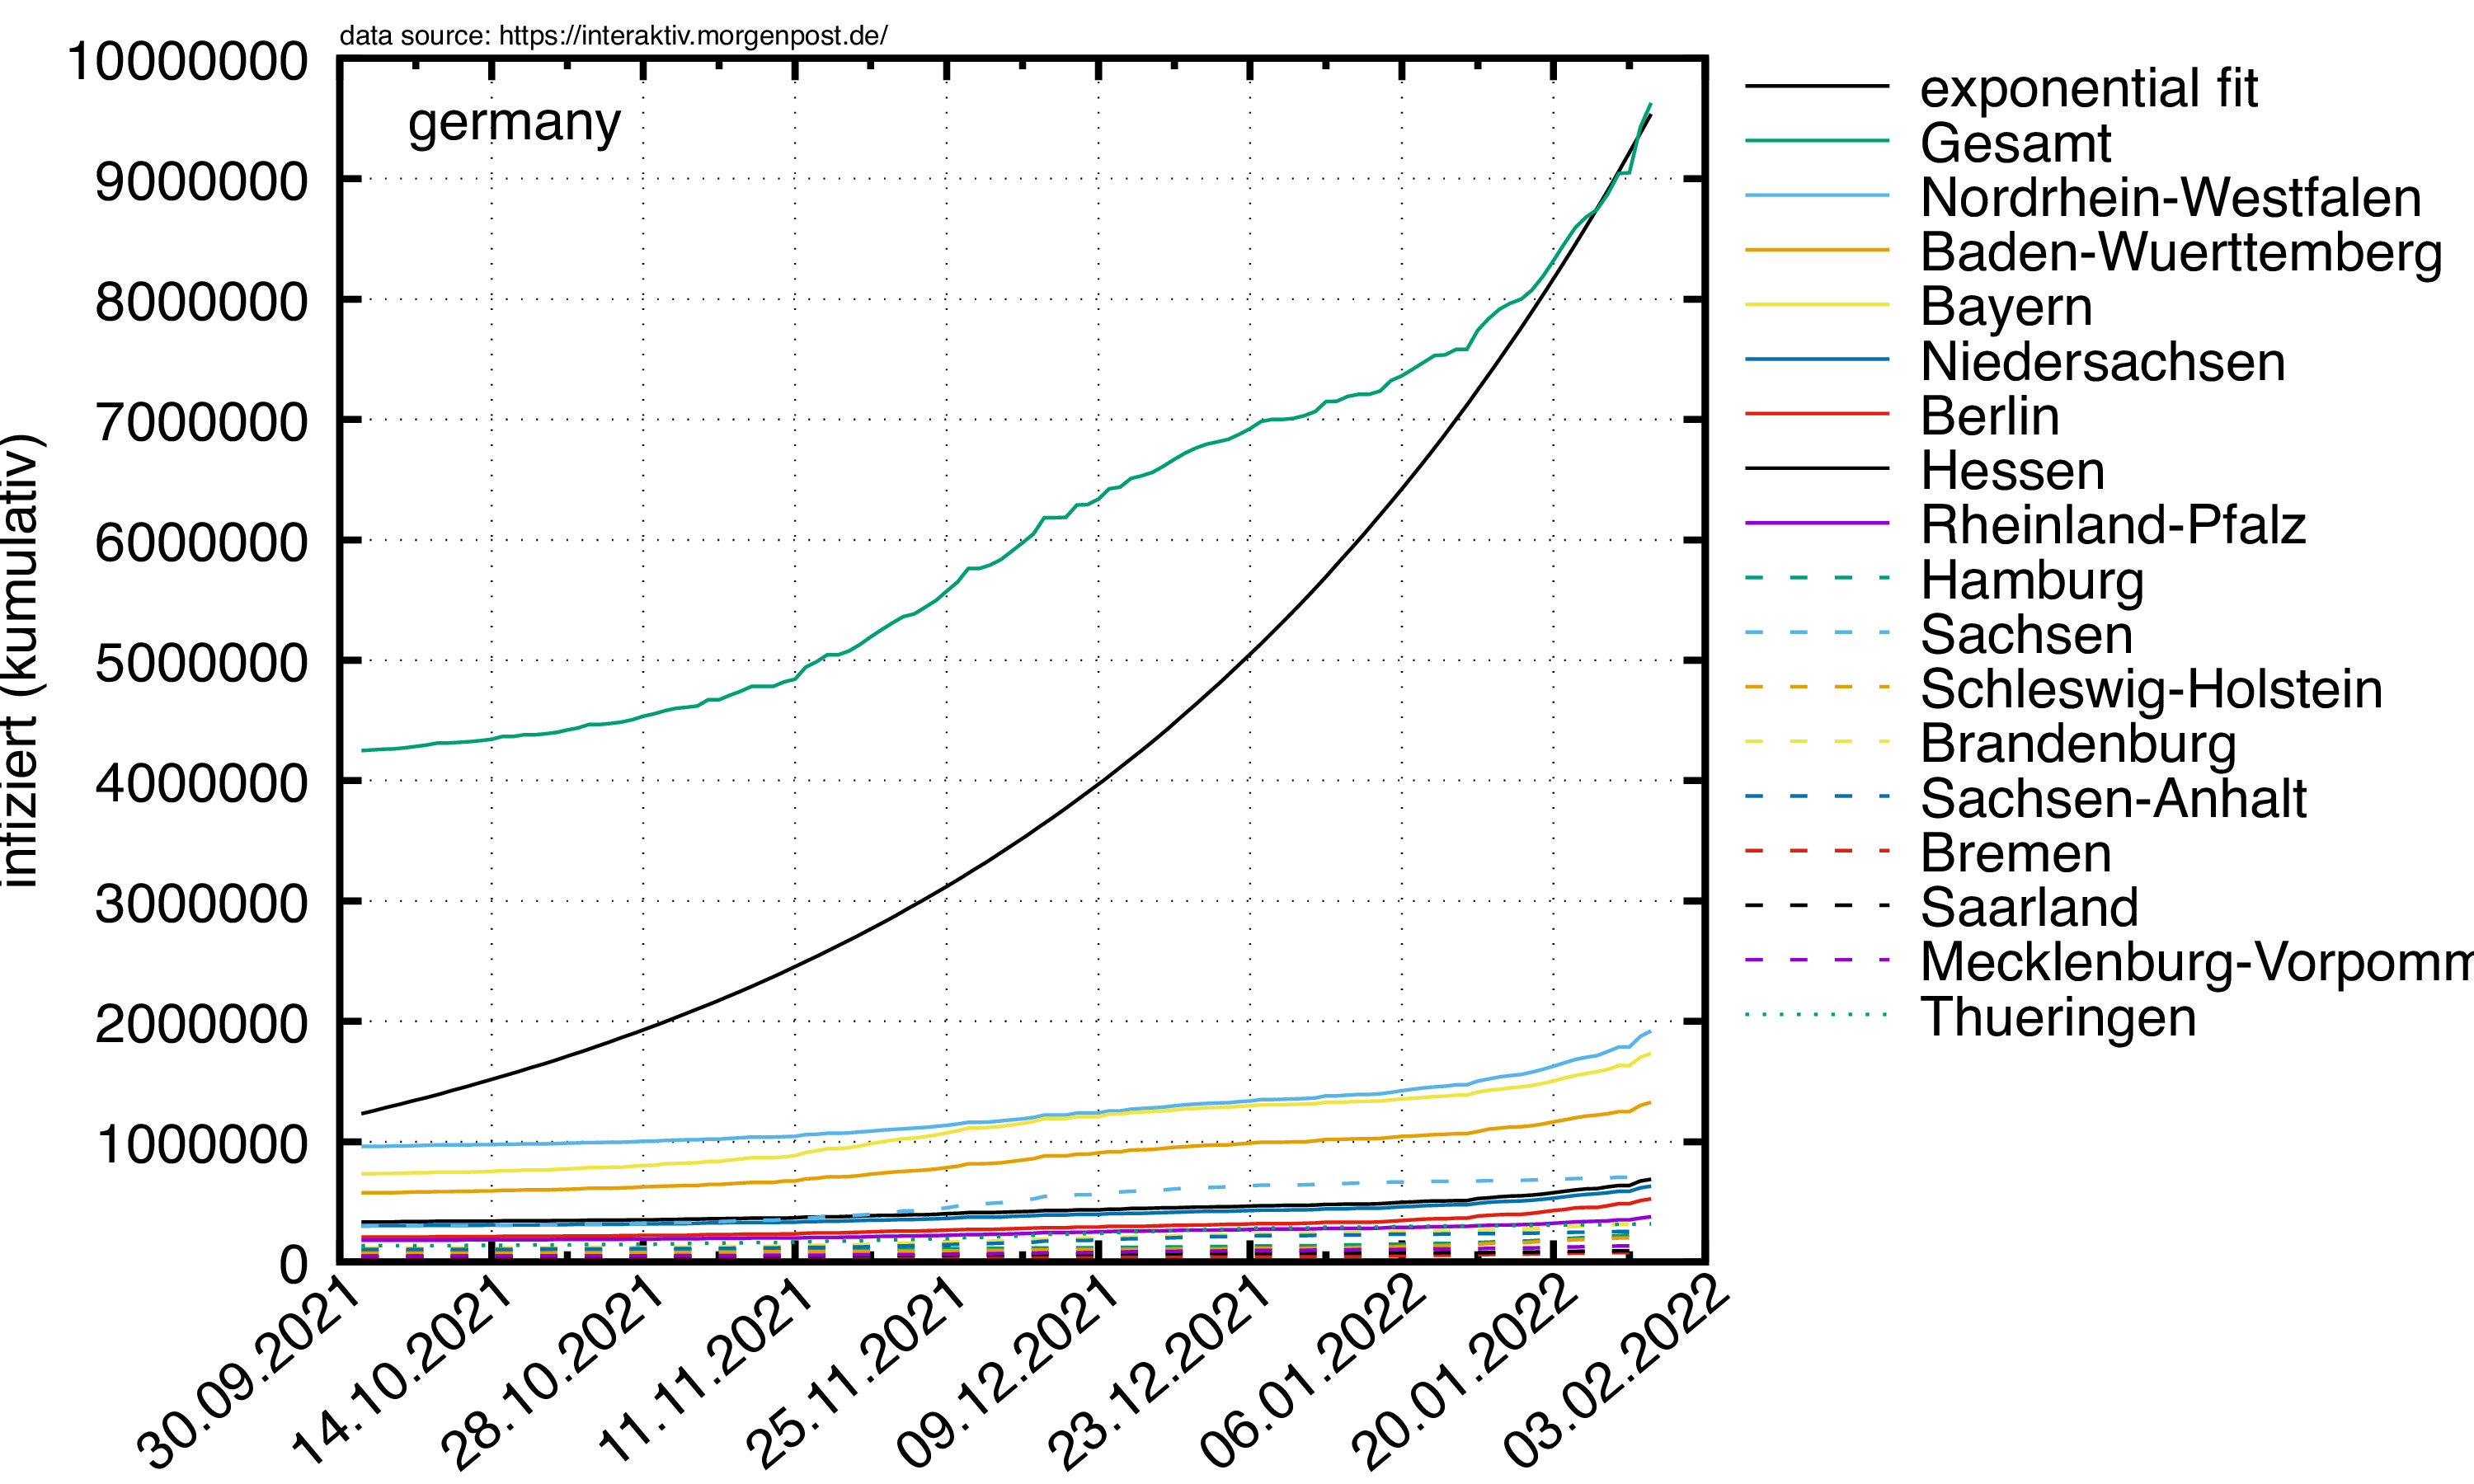 data source: https://interaktiv.morgenpost.de/
germany
infiziert (kumulativ)
10000000
9000000
8000000
7000000
6000000
5000000
4000000
3000000
2000000
1000000
0
30.09.2021
14.10.2021
28.10.2021
11.11.2021
25.11.2021
09.12.2021
23.12.2021
06.01.2022
20.01.2022
03.02.2022
exponential fit
Gesamt
Nordrhein-Westfalen
Baden-Wuerttemberg
Bayern
Niedersachsen
Berlin
Hessen
Rheinland-Pfalz
Hamburg
Sachsen
Schleswig-Holstein
Brandenburg
Sachsen-Anhalt
Bremen
Saarland
Mecklenburg-Vorpomm
Thueringen